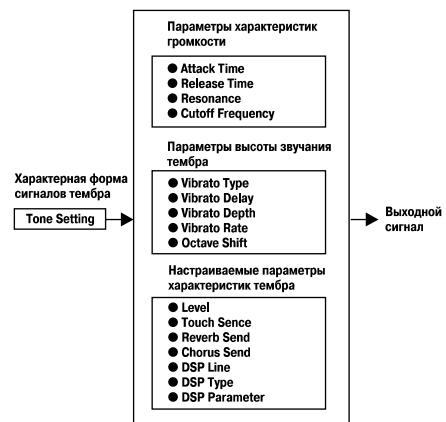 Параметры характеристик
громкости
● Attack Time
● Release Time
● Resonance
● Cutoff Frequency
Параметры высоты звучания
тембра
● Vibrato Type
● Vibrato Delay
● Vibrato Depth
● Vibrato Rate
● Octave Shift
Характерная форма
сигналов тембра
Tone Setting
Выходной
сигнал
Настраиваемые параметры
характеристик тембра
● Level
● Touch Sence
● Reverb Send
● Chorus Send
● DSP Line
● DSP Type
● DSP Parameter